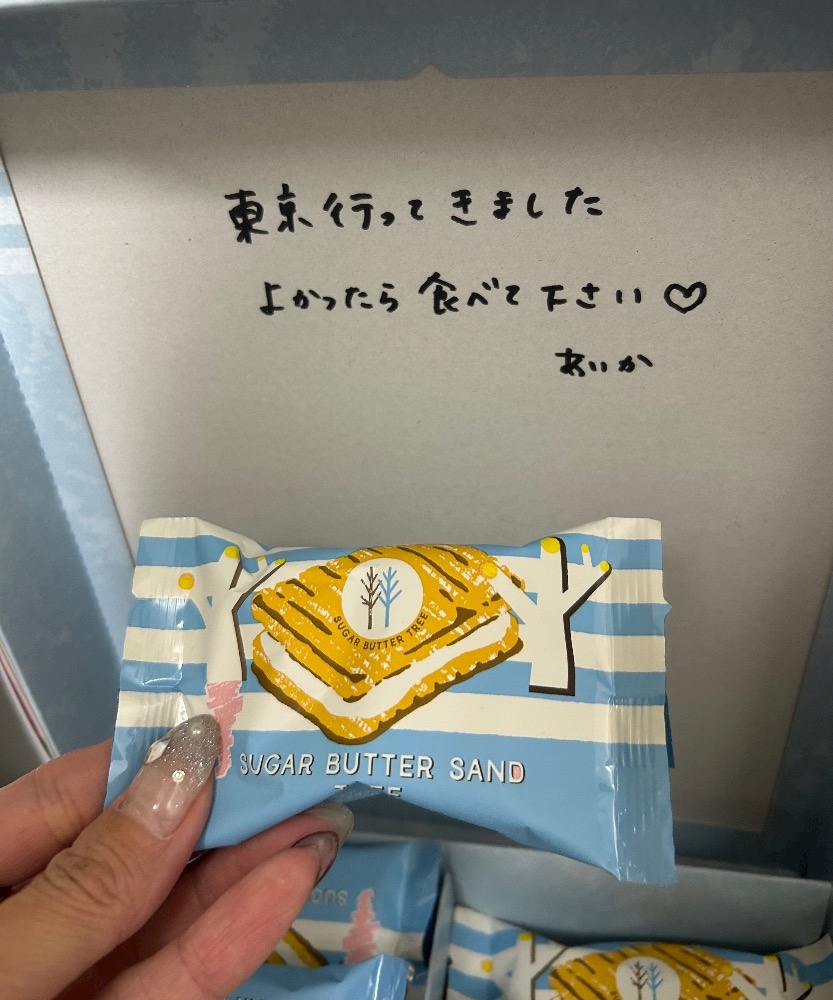 東京行ってきました
よかったら食べて下さい♡
あいか
SUGAR BUTTER TREE
SUGAR BUTTER SAND
TREE